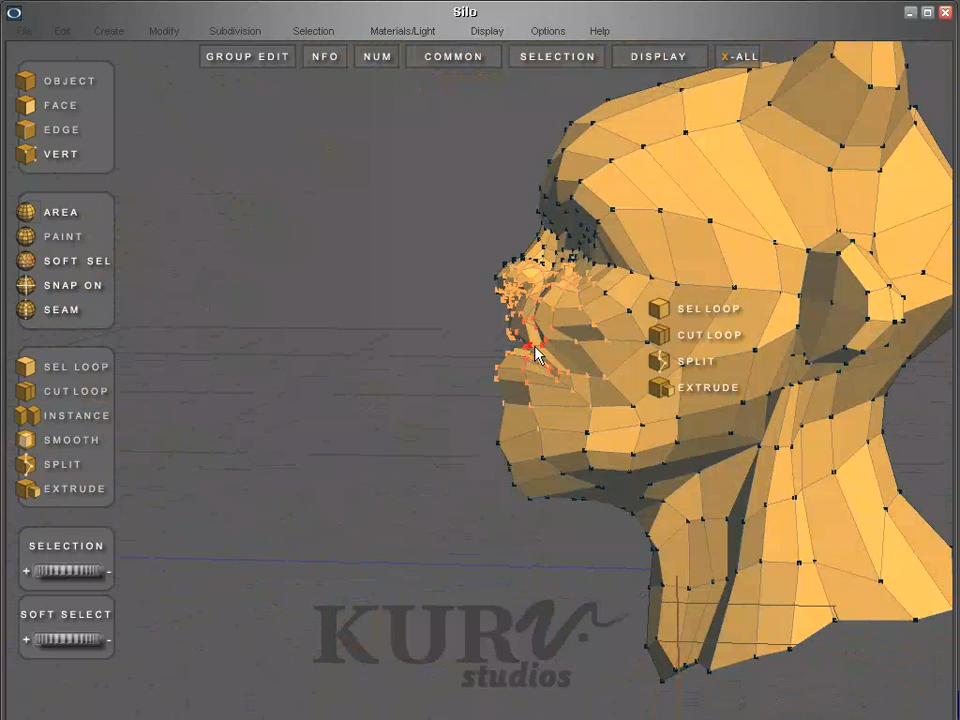 Silo
File Edit Create Modify Subdivision Selection Materials/Light Display Options Help
GROUP EDIT NFO NUM COMMON SELECTION DISPLAY X-ALL
OBJECT
FACE
EDGE
VERT
AREA
PAINT
SOFT SEL
SNAP ON
SEAM
SEL LOOP
CUT LOOP
SPLIT
EXTRUDE
SEL LOOP
CUT LOOP
INSTANCE
SMOOTH
SPLIT
EXTRUDE
SELECTION
+ -
SOFT SELECT
+ -
KURV
studios